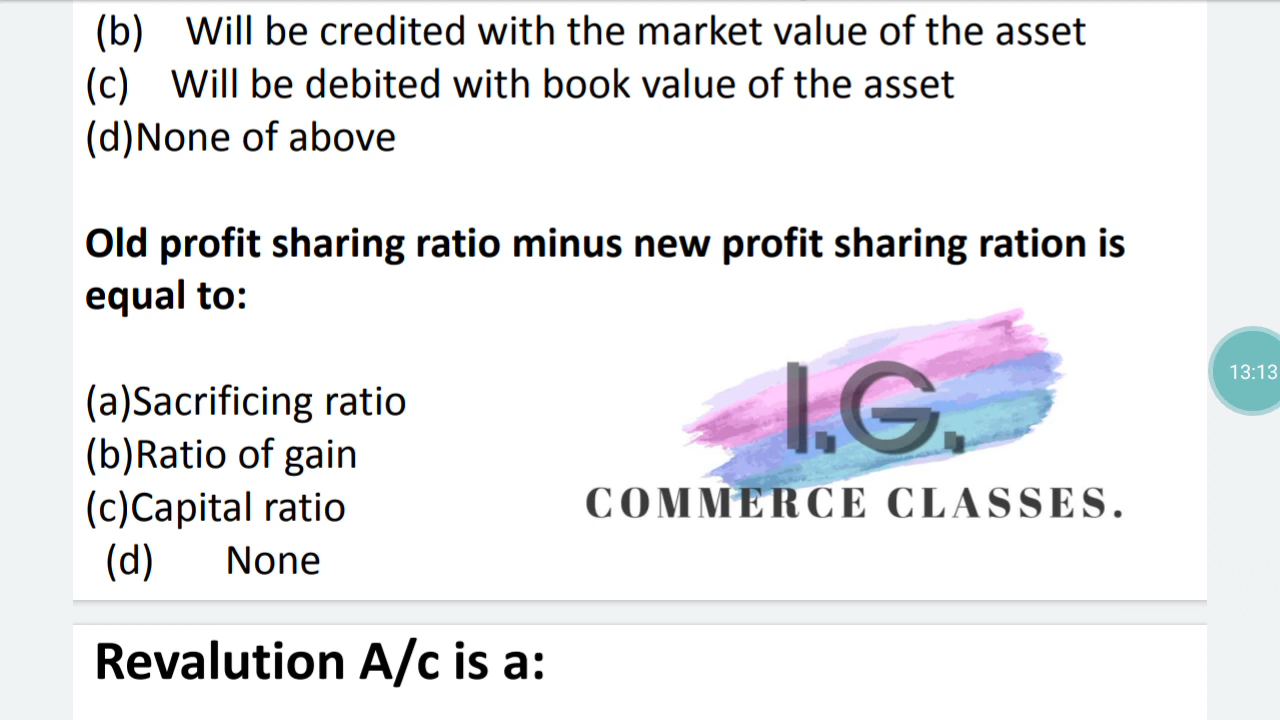 (b) Will be credited with the market value of the asset
(c) Will be debited with book value of the asset
(d)None of above
Old profit sharing ratio minus new profit sharing ration is
equal to:
(a)Sacrificing ratio
(b)Ratio of gain
(c)Capital ratio
(d) None
I.G.
COMMERCE CLASSES.
13:13
Revalution A/c is a: